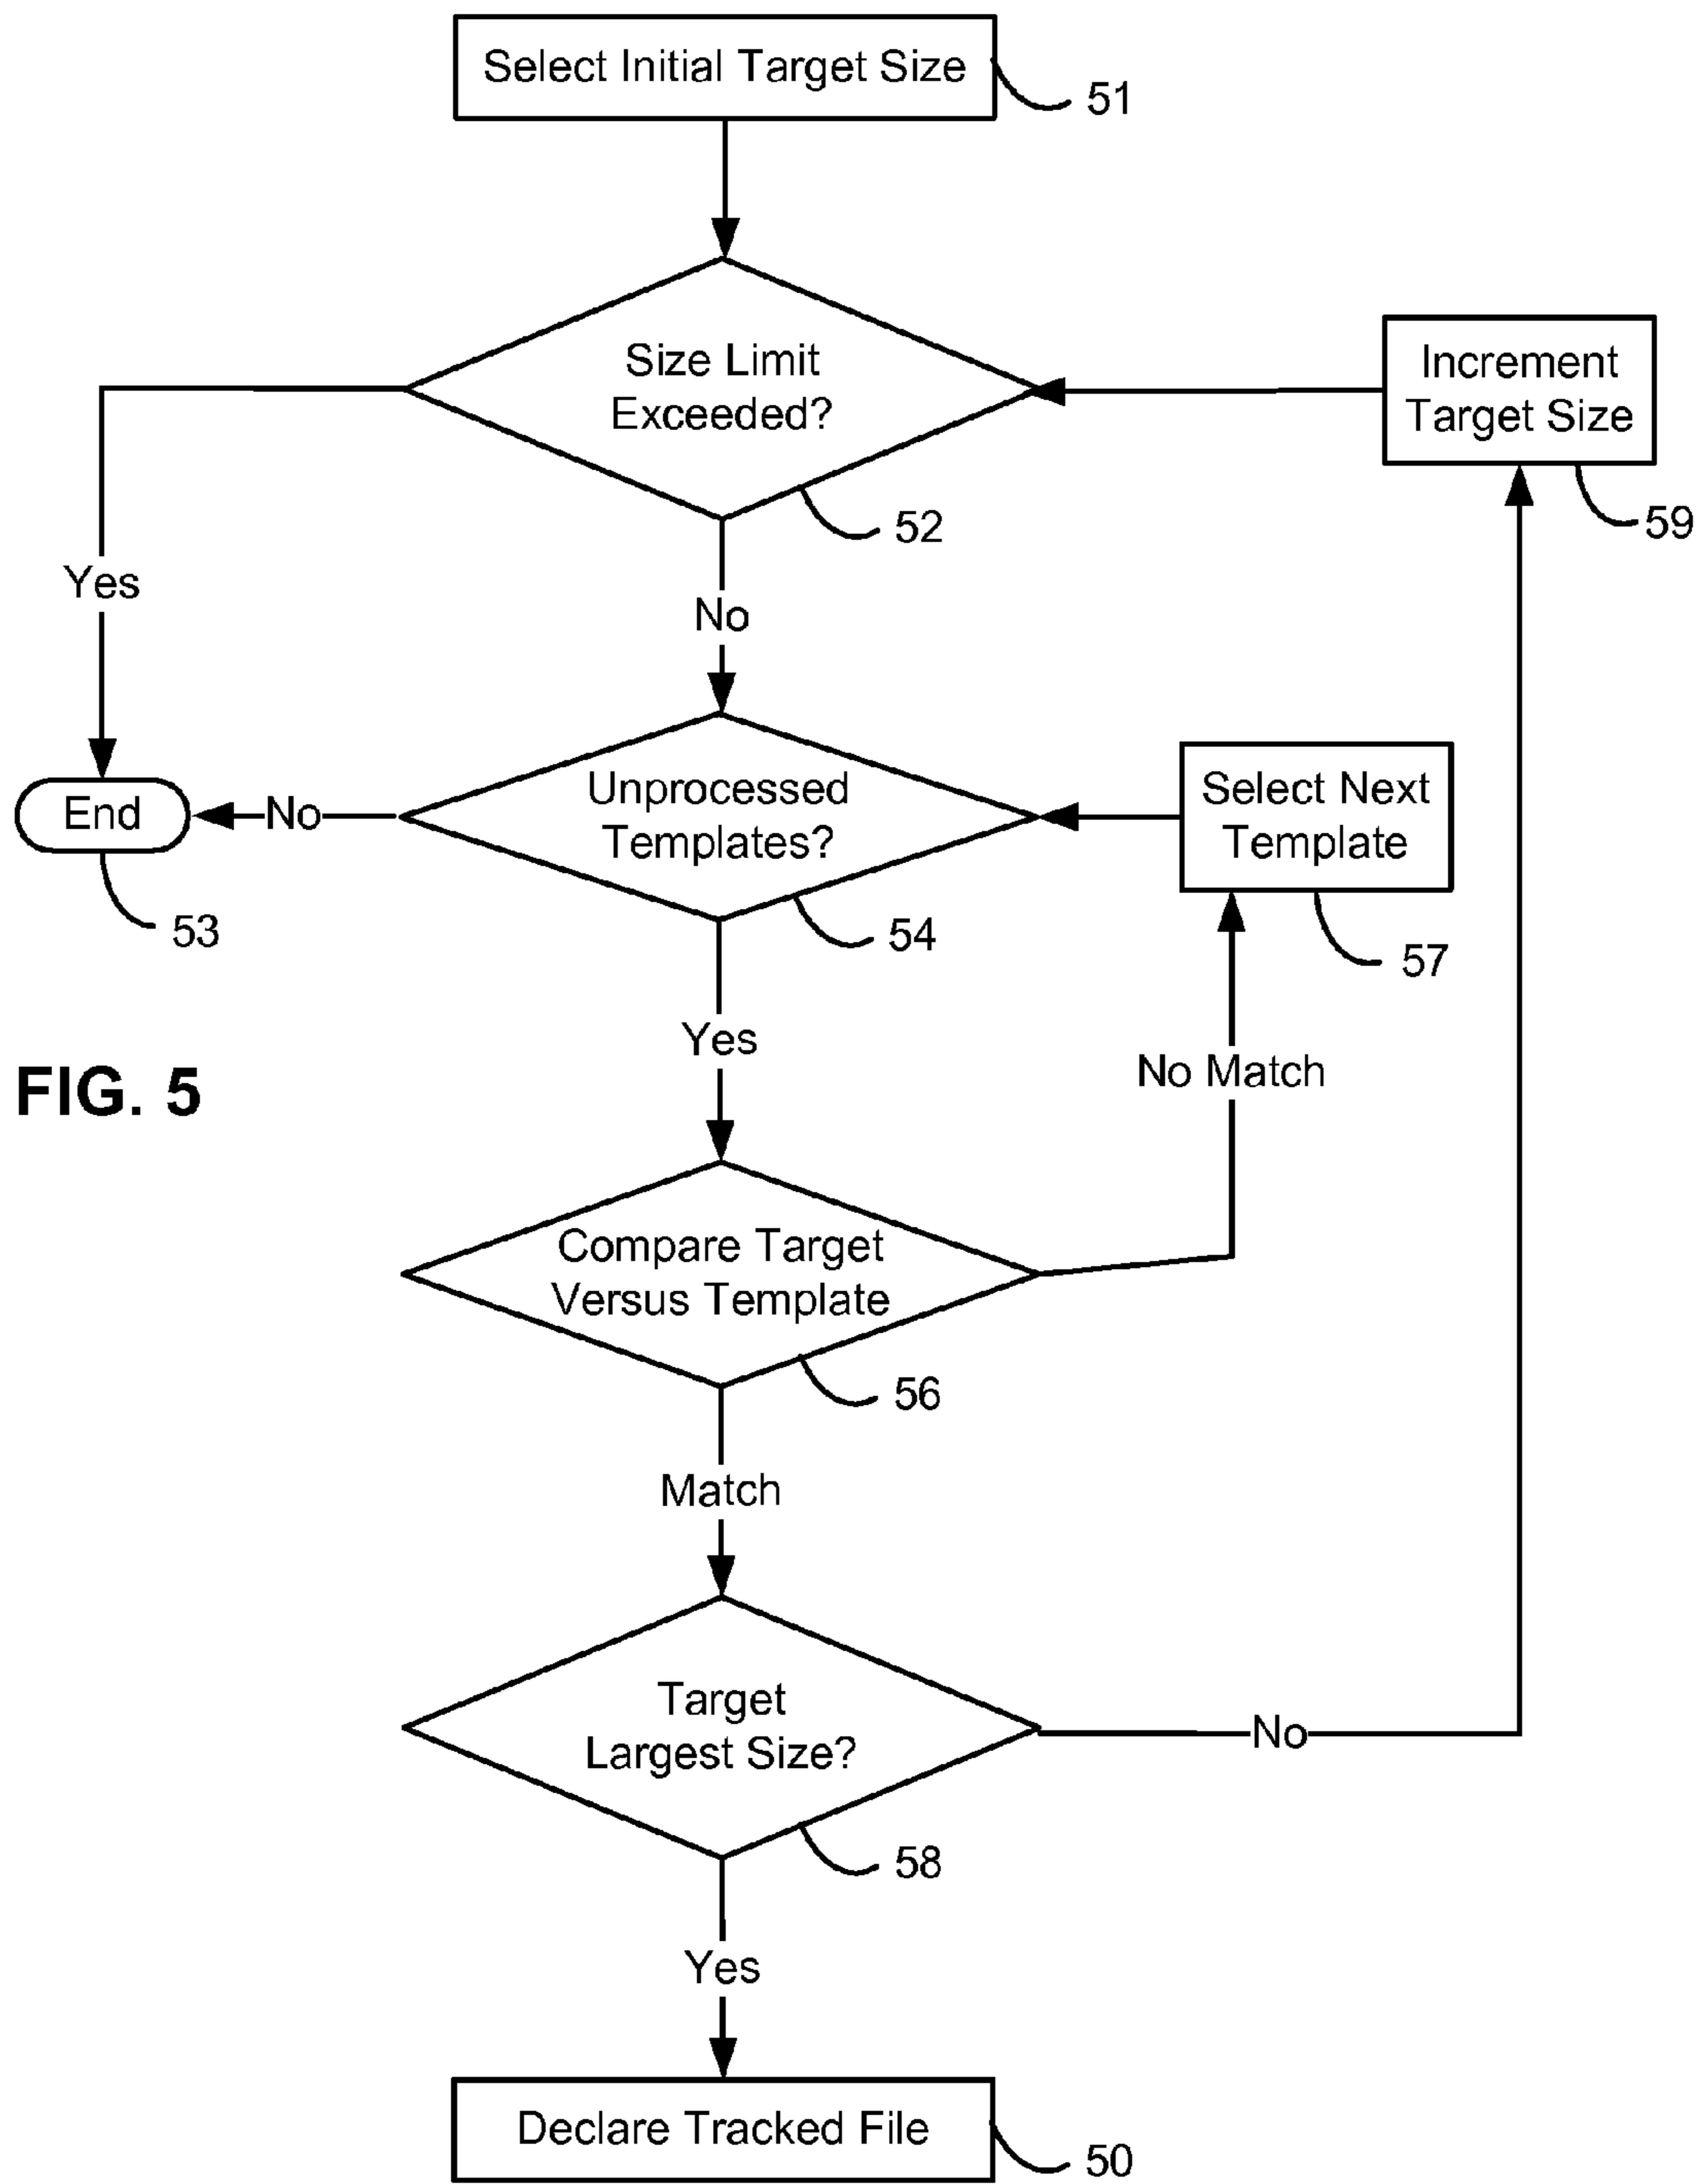 Select Initial Target Size
51
Size Limit
Exceeded?
52
Increment
Target Size
59
Yes
No
Unprocessed
Templates?
54
Select Next
Template
57
End
53
No
Yes
No Match
FIG. 5
Compare Target
Versus Template
56
Match
Target
Largest Size?
58
No
Yes
Declare Tracked File
50